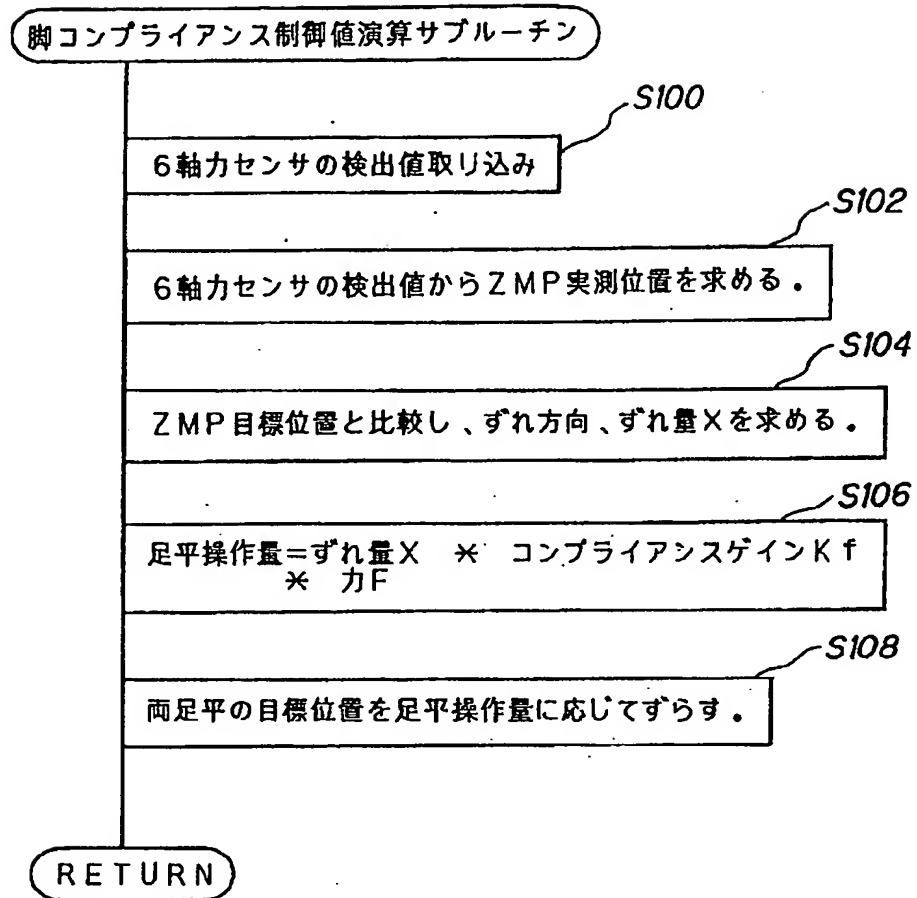 脚コンプライアンス制御値演算サブルーチン
S100
6軸力センサの検出値取り込み
S102
6軸力センサの検出値からZMP実測位置を求める.
S104
ZMP目標位置と比較し、ずれ方向、ずれ量Xを求める.
S106
足平操作量=ずれ量X * コンプライアンスゲインKf
* 力F
S108
両足平の目標位置を足平操作量に応じてずらす.
RETURN